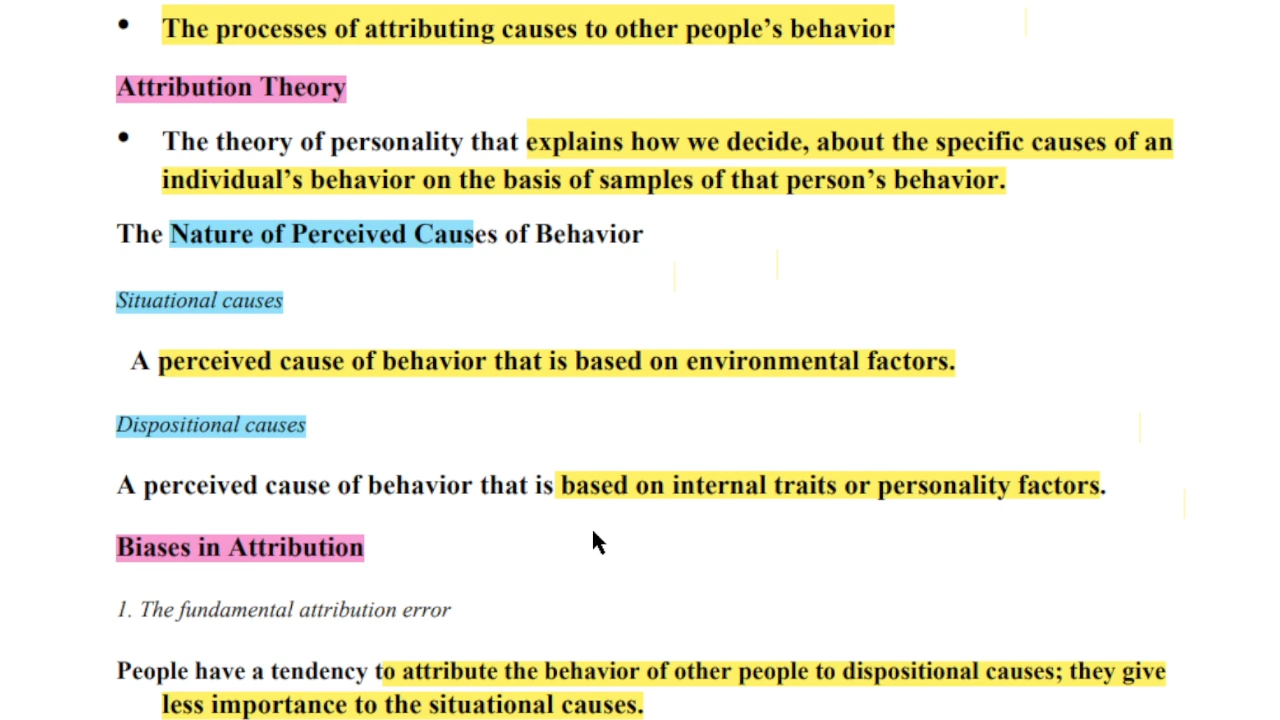 • The processes of attributing causes to other people’s behavior
Attribution Theory
• The theory of personality that explains how we decide, about the specific causes of an
individual’s behavior on the basis of samples of that person’s behavior.
The Nature of Perceived Causes of Behavior
Situational causes
A perceived cause of behavior that is based on environmental factors.
Dispositional causes
A perceived cause of behavior that is based on internal traits or personality factors.
Biases in Attribution
1. The fundamental attribution error
People have a tendency to attribute the behavior of other people to dispositional causes; they give
less importance to the situational causes.